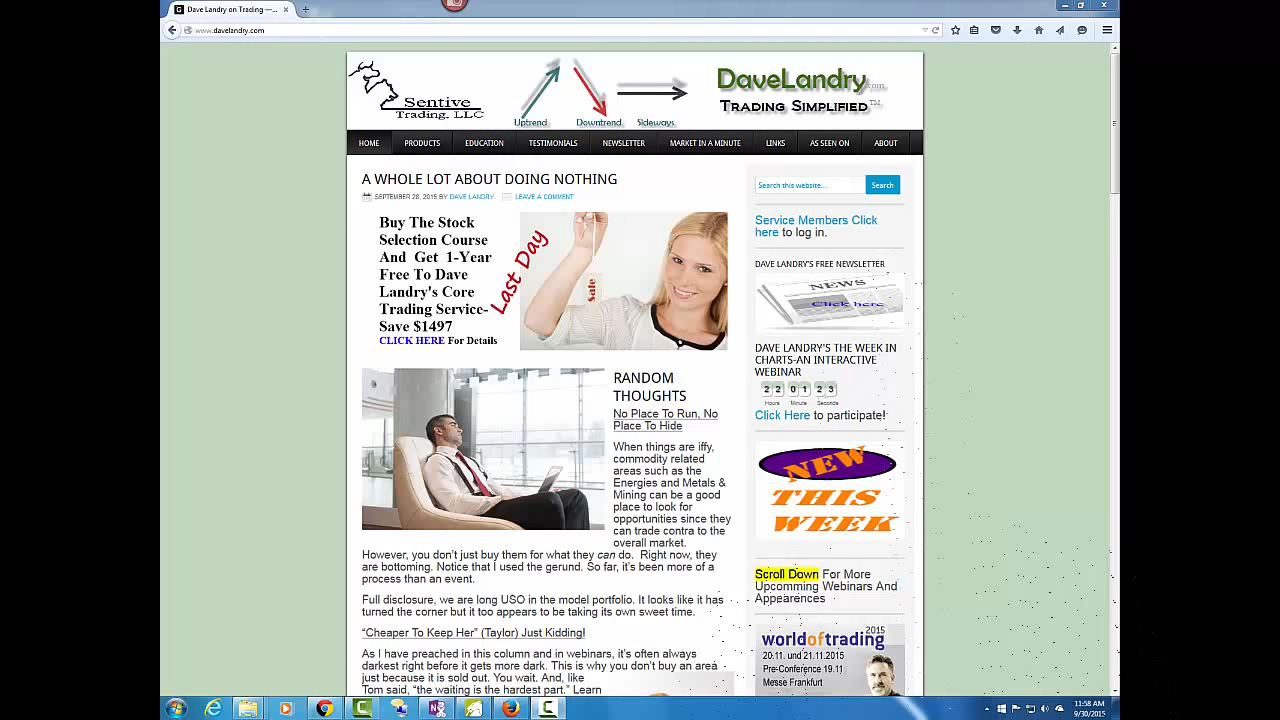 Dave Landry on Trading —...
www.davelandry.com
Sentive
Trading, LLC
Uptrend
Downtrend
Sideways
DaveLandry.com
TRADING SIMPLIFIED™
HOME
PRODUCTS
EDUCATION
TESTIMONIALS
NEWSLETTER
MARKET IN A MINUTE
LINKS
AS SEEN ON
ABOUT
A WHOLE LOT ABOUT DOING NOTHING
SEPTEMBER 28, 2015 BY DAVE LANDRY LEAVE A COMMENT
Buy The Stock
Selection Course
And Get 1-Year
Free To Dave
Landry's Core
Trading Service-
Save $1497
CLICK HERE For Details
Last Day
Sale
RANDOM
THOUGHTS
No Place To Run, No
Place To Hide
When things are iffy,
commodity related
areas such as the
Energies and Metals &
Mining can be a good
place to look for
opportunities since they
can trade contra to the
overall market.
However, you don't just buy them for what they can do. Right now, they
are bottoming. Notice that I used the gerund. So far, it's been more of a
process than an event.
Full disclosure, we are long USO in the model portfolio. It looks like it has
turned the corner but it too appears to be taking its own sweet time.
"Cheaper To Keep Her" (Taylor) Just Kidding!
As I have preached in this column and in webinars, it's often always
darkest right before it gets more dark. This is why you don't buy an area
just because it is sold out. You wait. And, like
Tom said, "the waiting is the hardest part." Learn
Search this website...
Search
Service Members Click
here to log in.
DAVE LANDRY'S FREE NEWSLETTER
NEWS
Click here
DAVE LANDRY'S THE WEEK IN
CHARTS-AN INTERACTIVE
WEBINAR
22 01 23
Hours Minute Seconds
Click Here to participate!
NEW
THIS
WEEK
Scroll Down For More
Upcomming Webinars And
Appearences
2015
worldoftrading
20.11. und 21.11.2015
Pre-Conference 19.11
Messe Frankfurt
11:58 AM
9/30/2015